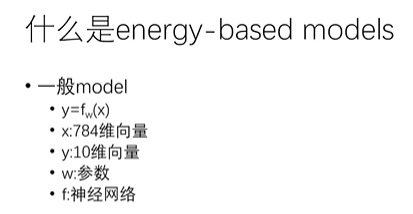 什么是energy-based models
• 一般model
• y=fw(x)
• x:784维向量
• y:10维向量
• w:参数
• f:神经网络